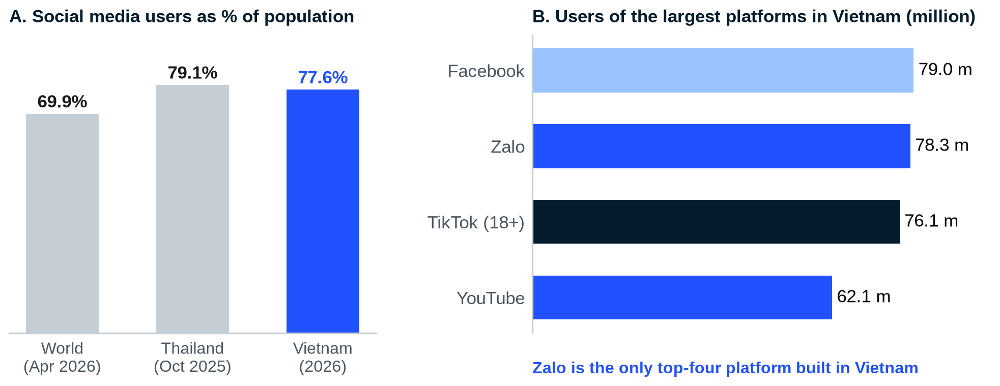 A. Social media users as % of population
69.9%
79.1%
77.6%
World
(Apr 2026)
Thailand
(Oct 2025)
Vietnam
(2026)
B. Users of the largest platforms in Vietnam (million)
Facebook
79.0 m
Zalo
78.3 m
TikTok (18+)
76.1 m
YouTube
62.1 m
Zalo is the only top-four platform built in Vietnam